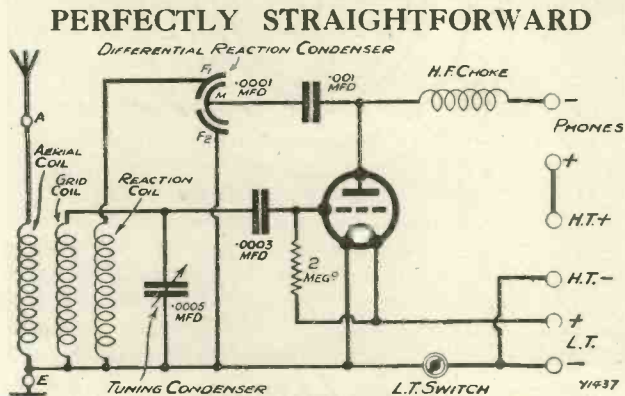 PERFECTLY STRAIGHTFORWARD
DIFFERENTIAL REACTION CONDENSER
F1
.0001
MFD
M
F2
.001
MFD
H.F. CHOKE
-
PHONES
+
H.T.+
A
AERIAL
COIL
GRID
COIL
REACTION
COIL
.0003
MFD
2
MEGº
.0005
MFD
H.T.-
+
L.T.
-
E
TUNING CONDENSER
L.T. SWITCH
Y1437